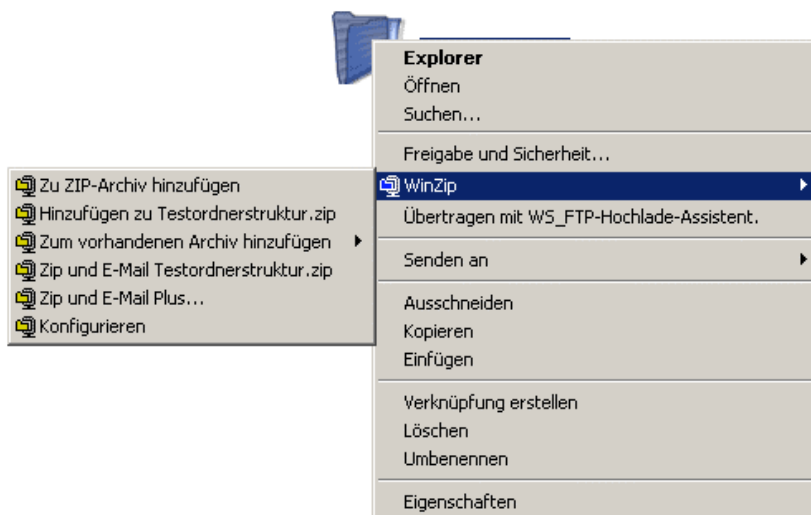 Explorer
Öffnen
Suchen...
Freigabe und Sicherheit...
WinZip
Übertragen mit WS_FTP-Hochlade-Assistent.
Senden an
Ausschneiden
Kopieren
Einfügen
Verknüpfung erstellen
Löschen
Umbenennen
Eigenschaften
Zu ZIP-Archiv hinzufügen
Hinzufügen zu Testordnerstruktur.zip
Zum vorhandenen Archiv hinzufügen
Zip und E-Mail Testordnerstruktur.zip
Zip und E-Mail Plus...
Konfigurieren